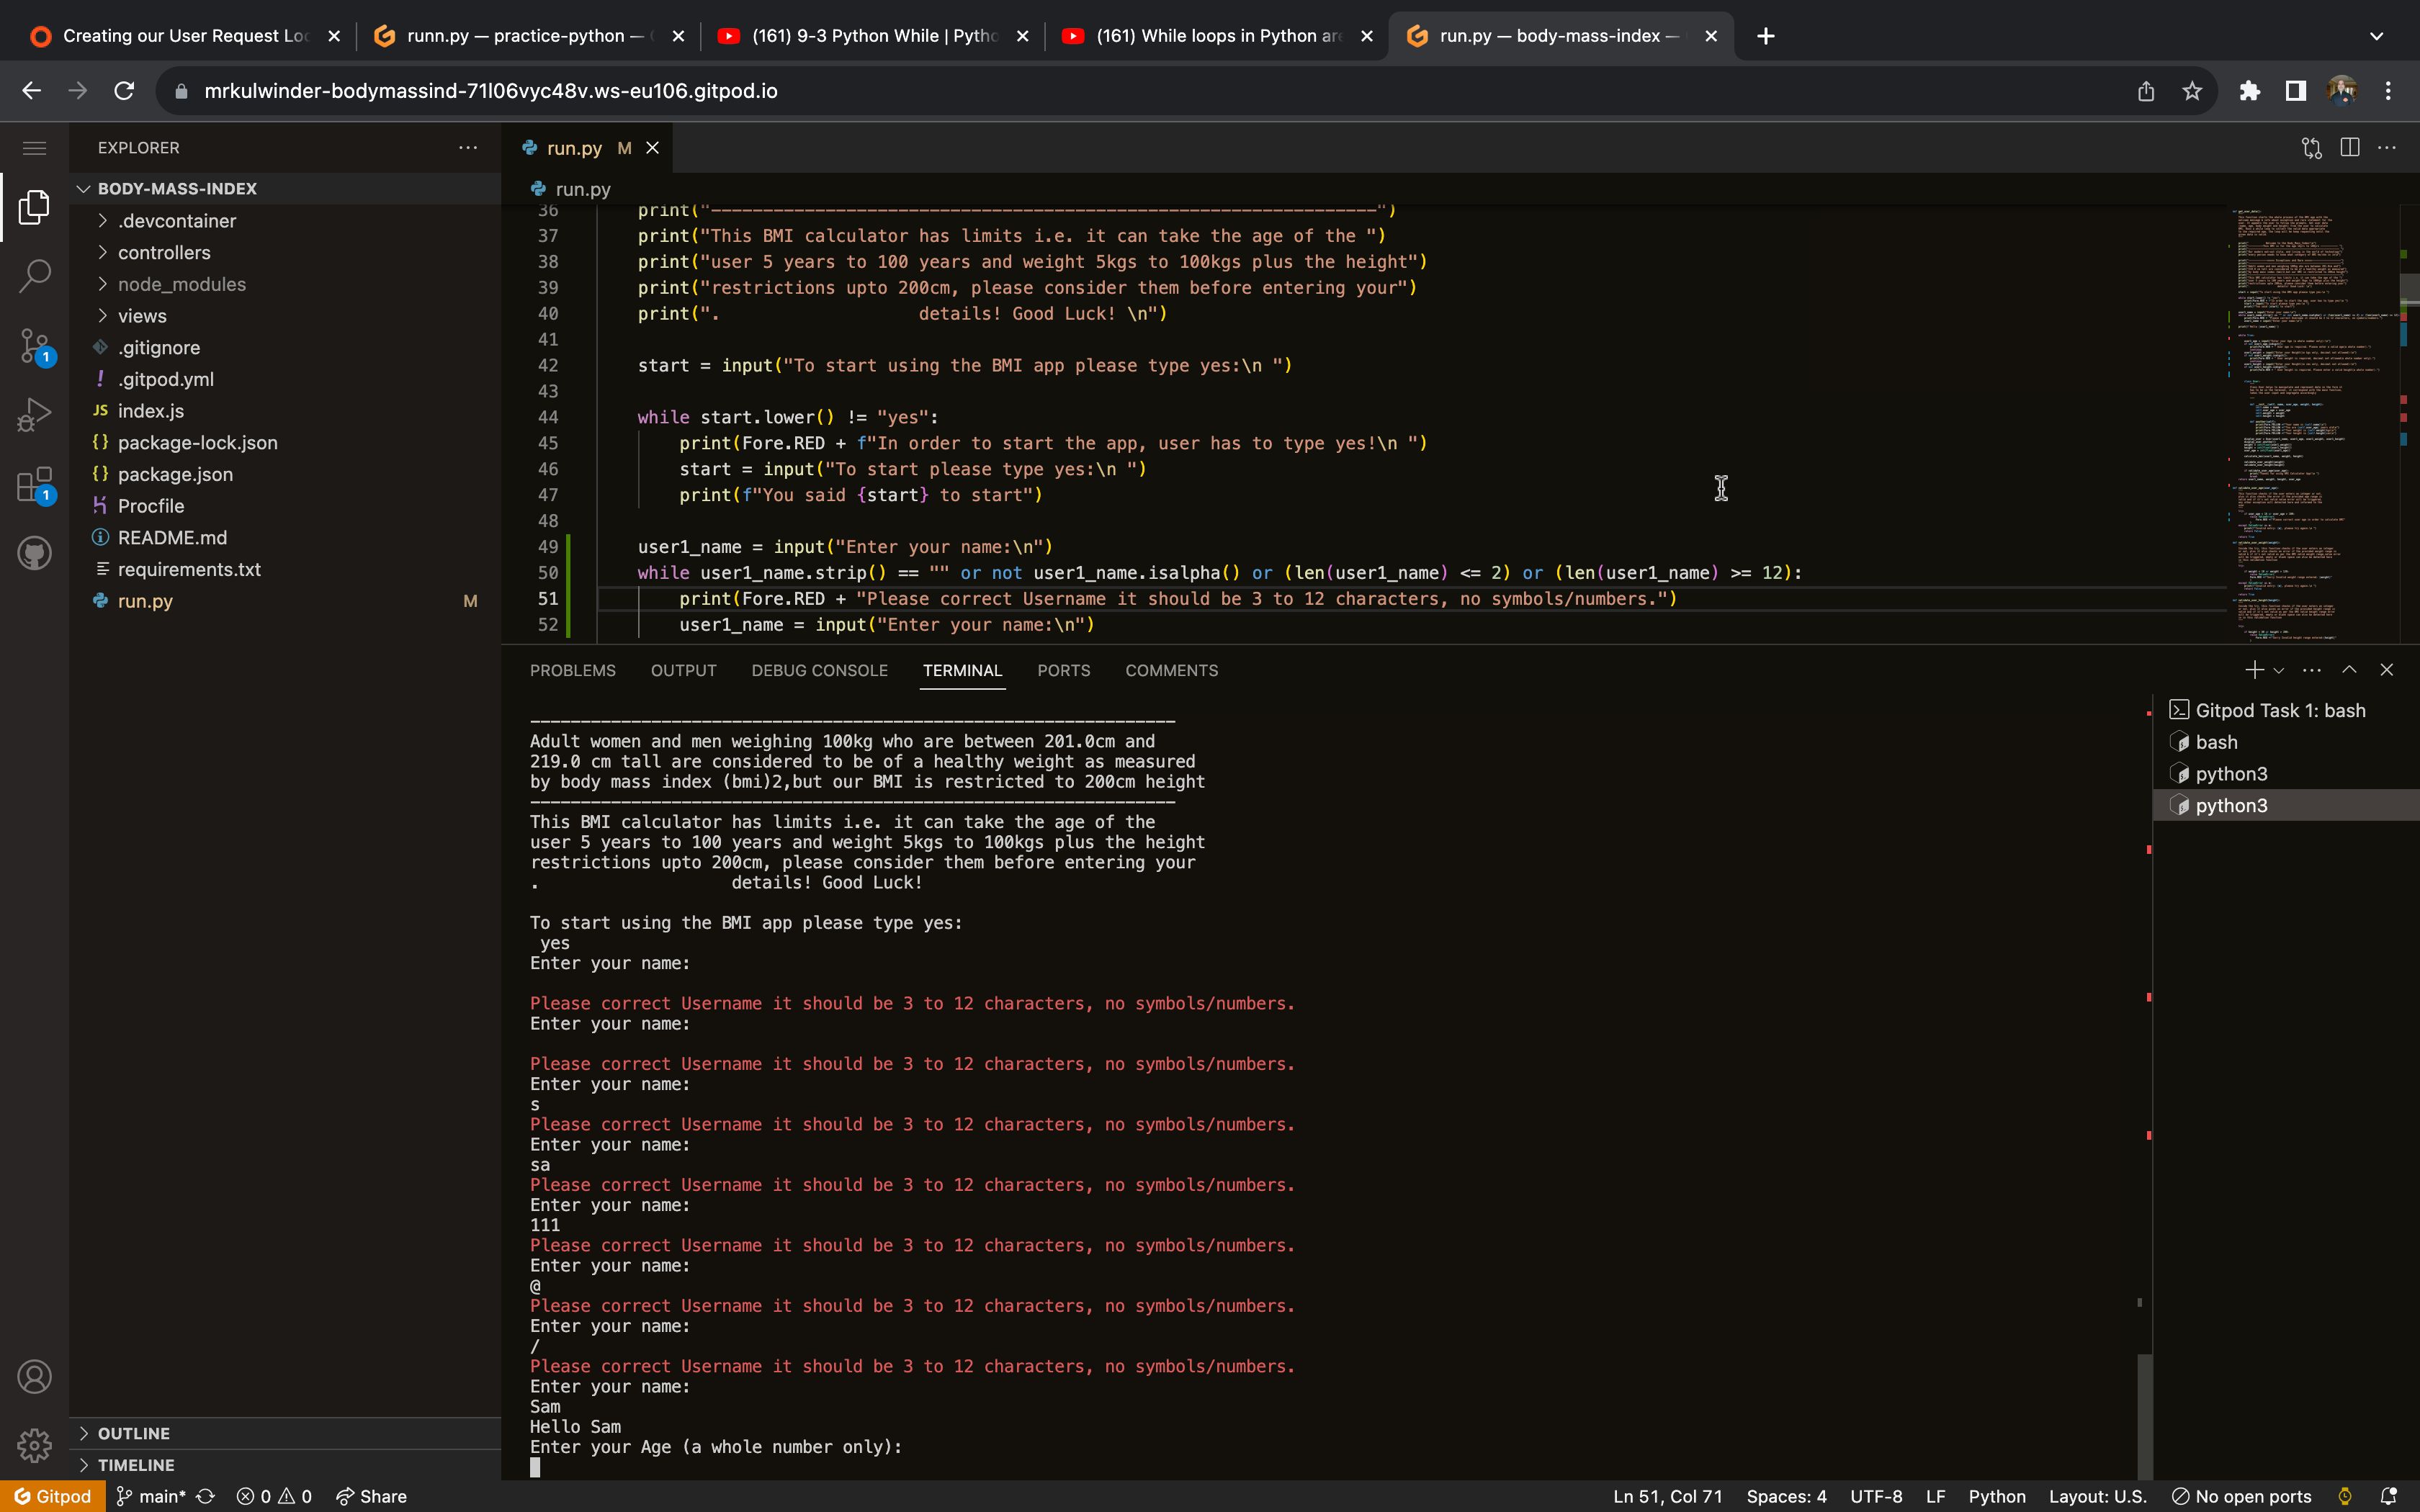 Creating our User Request Lo
runn.py — practice-python —
(161) 9-3 Python While | Pytho
(161) While loops in Python are
run.py — body-mass-index —
mrkulwinder-bodymassind-71l06vyc48v.ws-eu106.gitpod.io
EXPLORER
BODY-MASS-INDEX
.devcontainer
controllers
node_modules
views
.gitignore
.gitpod.yml
JS index.js
{} package-lock.json
{} package.json
Procfile
README.md
requirements.txt
run.py M
OUTLINE
TIMELINE
1
1
run.py M
run.py
36 print("————————————————————————————————————————————————————————————————")
37 print("This BMI calculator has limits i.e. it can take the age of the ")
38 print("user 5 years to 100 years and weight 5kgs to 100kgs plus the height")
39 print("restrictions upto 200cm, please consider them before entering your")
40 print(".                   details! Good Luck! \n")
41
42 start = input("To start using the BMI app please type yes:\n ")
43
44 while start.lower() != "yes":
45 print(Fore.RED + f"In order to start the app, user has to type yes!\n ")
46 start = input("To start please type yes:\n ")
47 print(f"You said {start} to start")
48
49 user1_name = input("Enter your name:\n")
50 while user1_name.strip() == "" or not user1_name.isalpha() or (len(user1_name) <= 2) or (len(user1_name) >= 12):
51 print(Fore.RED + "Please correct Username it should be 3 to 12 characters, no symbols/numbers.")
52 user1_name = input("Enter your name:\n")
PROBLEMS OUTPUT DEBUG CONSOLE TERMINAL PORTS COMMENTS
————————————————————————————————————————————————————————————————
Adult women and men weighing 100kg who are between 201.0cm and
219.0 cm tall are considered to be of a healthy weight as measured
by body mass index (bmi)2,but our BMI is restricted to 200cm height
————————————————————————————————————————————————————————————————
This BMI calculator has limits i.e. it can take the age of the
user 5 years to 100 years and weight 5kgs to 100kgs plus the height
restrictions upto 200cm, please consider them before entering your
.                   details! Good Luck!
To start using the BMI app please type yes:
yes
Enter your name:
Please correct Username it should be 3 to 12 characters, no symbols/numbers.
Enter your name:
Please correct Username it should be 3 to 12 characters, no symbols/numbers.
Enter your name:
s
Please correct Username it should be 3 to 12 characters, no symbols/numbers.
Enter your name:
sa
Please correct Username it should be 3 to 12 characters, no symbols/numbers.
Enter your name:
111
Please correct Username it should be 3 to 12 characters, no symbols/numbers.
Enter your name:
@
Please correct Username it should be 3 to 12 characters, no symbols/numbers.
Enter your name:
/
Please correct Username it should be 3 to 12 characters, no symbols/numbers.
Enter your name:
Sam
Hello Sam
Enter your Age (a whole number only):
Gitpod Task 1: bash
bash
python3
python3
Gitpod main* 0 0 Share
Ln 51, Col 71 Spaces: 4 UTF-8 LF Python Layout: U.S. No open ports